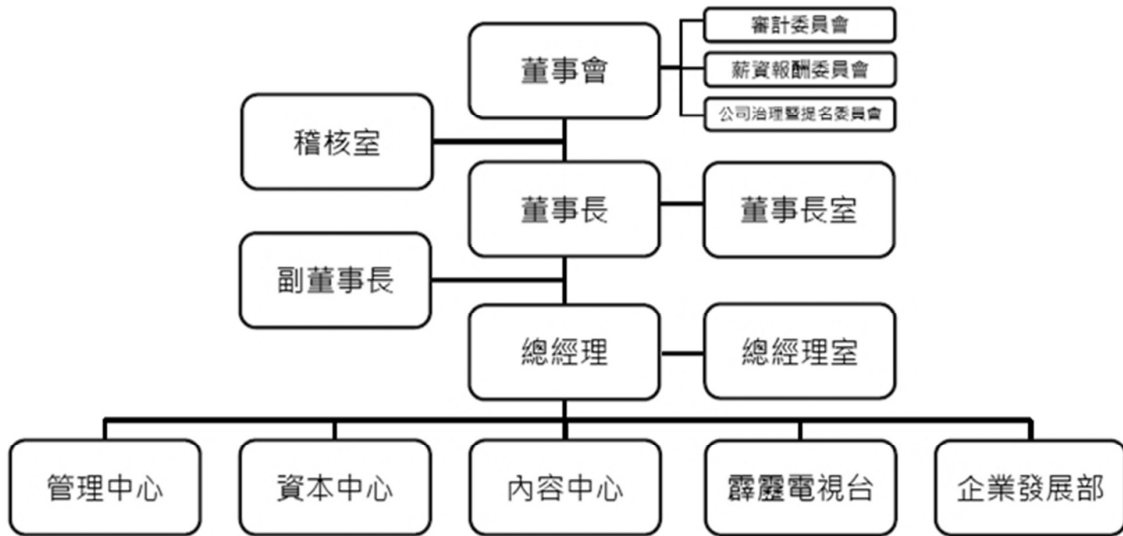 審計委員會
董事會
薪資報酬委員會
公司治理暨提名委員會
稽核室
董事長
董事長室
副董事長
總經理
總經理室
管理中心
資本中心
內容中心
霹靂電視台
企業發展部